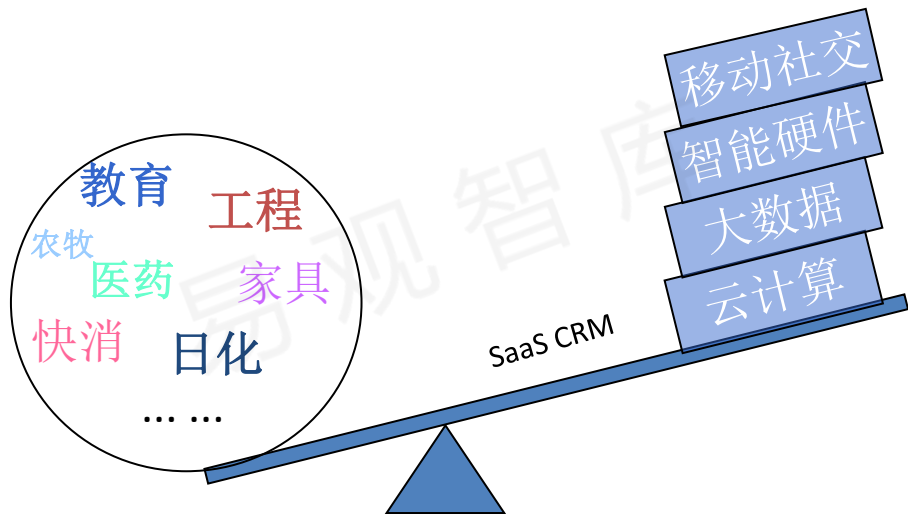 移动社交
智能硬件
大数据
云计算
教育
工程
农牧
医药
家具
快消
日化
... ...
SaaS CRM
易观智库